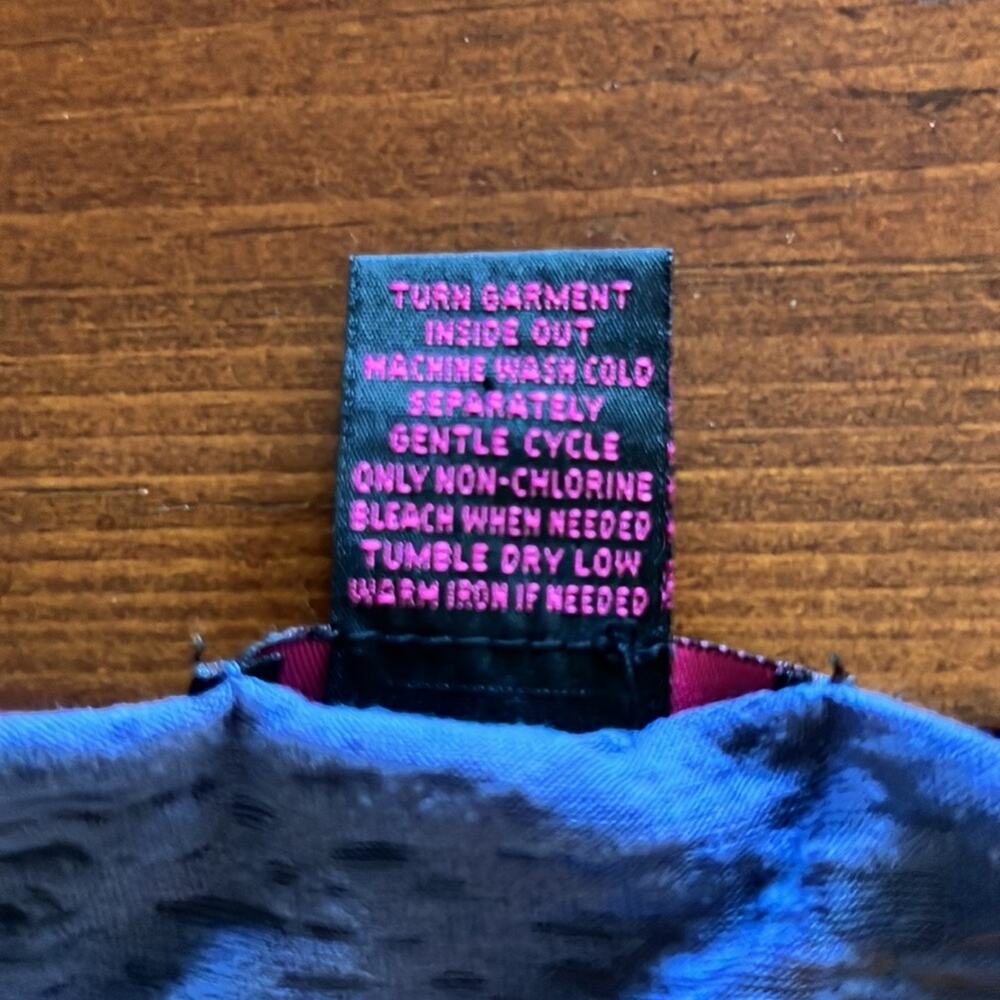 TURN GARMENT
INSIDE OUT
MACHINE WASH COLD
SEPARATELY
GENTLE CYCLE
ONLY NON-CHLORINE
BLEACH WHEN NEEDED
TUMBLE DRY LOW
WARM IRON IF NEEDED